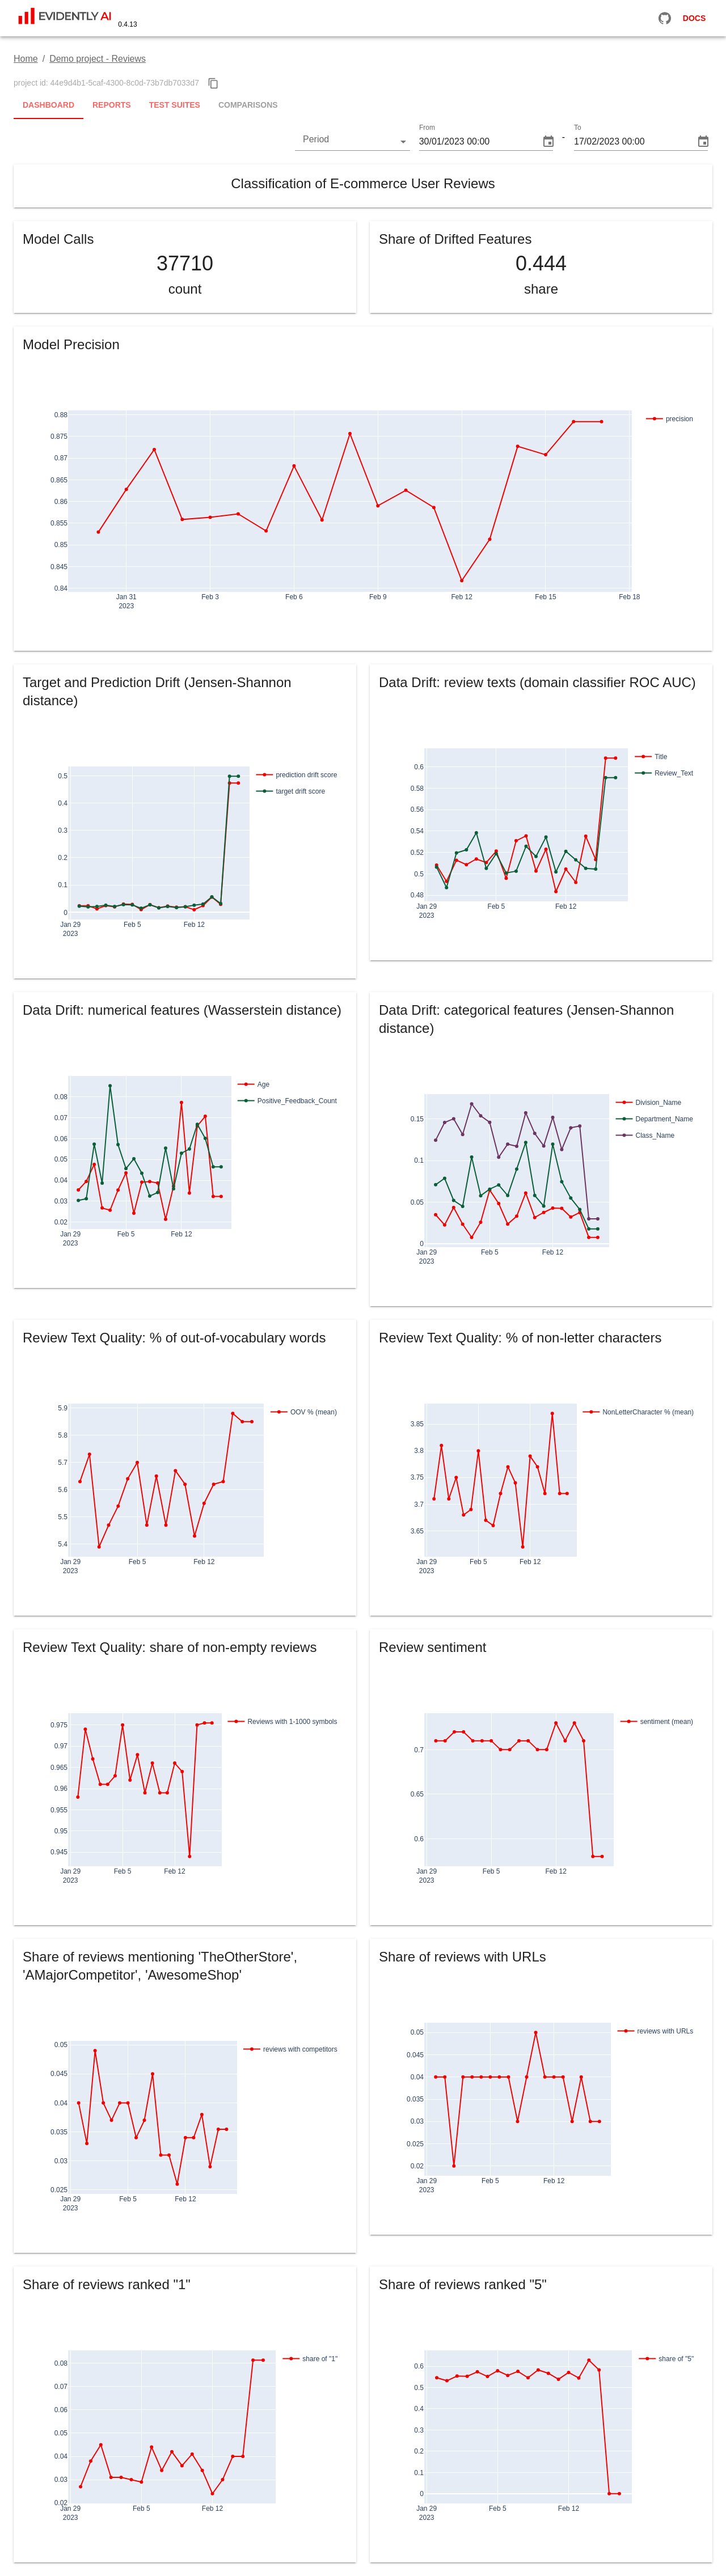 EVIDENTLY AI 0.4.13
DOCS
Home / Demo project - Reviews
project id: 44e9d4b1-5caf-4300-8c0d-73b7db7033d7
DASHBOARD REPORTS TEST SUITES COMPARISONS
From To
Period 30/01/2023 00:00 - 17/02/2023 00:00
Classification of E-commerce User Reviews
Model Calls
37710
count
Share of Drifted Features
0.444
share
Model Precision
0.88
0.875
0.87
0.865
0.86
0.855
0.85
0.845
0.84
Jan 31 Feb 3 Feb 6 Feb 9 Feb 12 Feb 15 Feb 18
2023
precision
Target and Prediction Drift (Jensen-Shannon
distance)
0.5
0.4
0.3
0.2
0.1
0
Jan 29 Feb 5 Feb 12
2023
prediction drift score
target drift score
Data Drift: review texts (domain classifier ROC AUC)
0.6
0.58
0.56
0.54
0.52
0.5
0.48
Jan 29 Feb 5 Feb 12
2023
Title
Review_Text
Data Drift: numerical features (Wasserstein distance)
0.08
0.07
0.06
0.05
0.04
0.03
0.02
Jan 29 Feb 5 Feb 12
2023
Age
Positive_Feedback_Count
Data Drift: categorical features (Jensen-Shannon
distance)
0.15
0.1
0.05
0
Jan 29 Feb 5 Feb 12
2023
Division_Name
Department_Name
Class_Name
Review Text Quality: % of out-of-vocabulary words
5.9
5.8
5.7
5.6
5.5
5.4
Jan 29 Feb 5 Feb 12
2023
OOV % (mean)
Review Text Quality: % of non-letter characters
3.85
3.8
3.75
3.7
3.65
Jan 29 Feb 5 Feb 12
2023
NonLetterCharacter % (mean)
Review Text Quality: share of non-empty reviews
0.975
0.97
0.965
0.96
0.955
0.95
0.945
Jan 29 Feb 5 Feb 12
2023
Reviews with 1-1000 symbols
Review sentiment
0.7
0.65
0.6
Jan 29 Feb 5 Feb 12
2023
sentiment (mean)
Share of reviews mentioning 'TheOtherStore',
'AMajorCompetitor', 'AwesomeShop'
0.05
0.045
0.04
0.035
0.03
0.025
Jan 29 Feb 5 Feb 12
2023
reviews with competitors
Share of reviews with URLs
0.05
0.045
0.04
0.035
0.03
0.025
0.02
Jan 29 Feb 5 Feb 12
2023
reviews with URLs
Share of reviews ranked "1"
0.08
0.07
0.06
0.05
0.04
0.03
0.02
Jan 29 Feb 5 Feb 12
2023
share of "1"
Share of reviews ranked "5"
0.6
0.5
0.4
0.3
0.2
0.1
0
Jan 29 Feb 5 Feb 12
2023
share of "5"